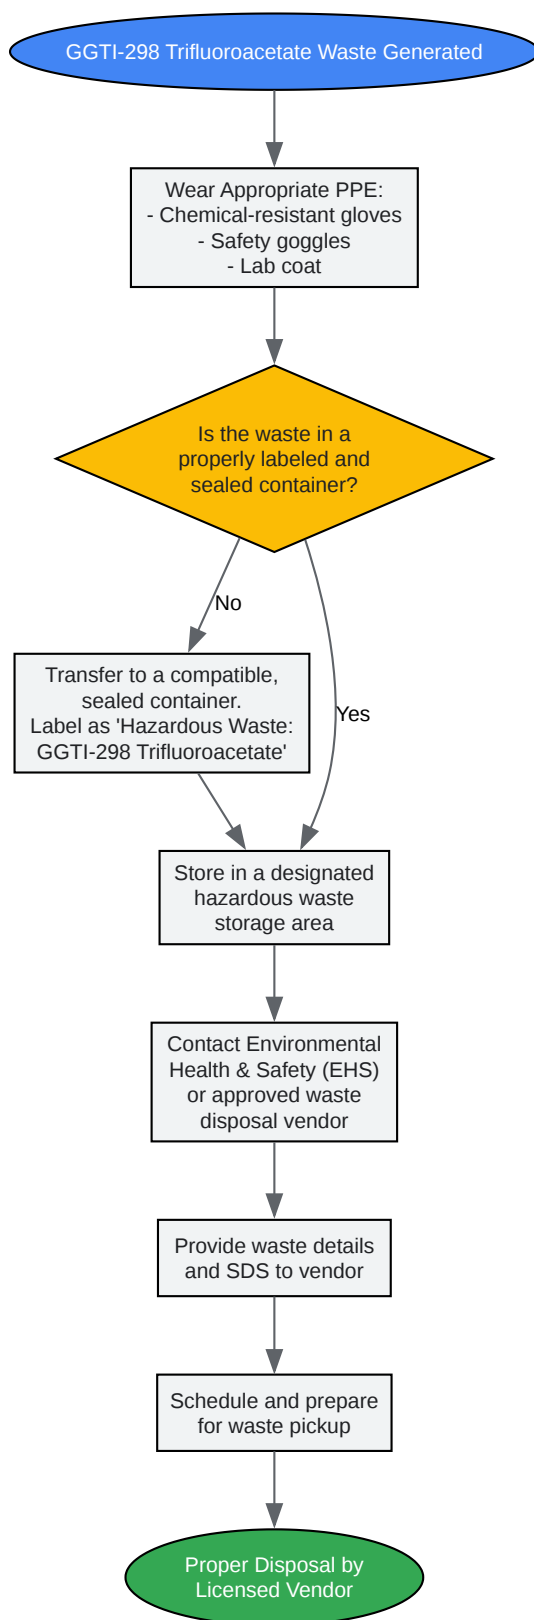 GGTI-298 Trifluoroacetate Waste Generated
Wear Appropriate PPE:
- Chemical-resistant gloves
- Safety goggles
- Lab coat
Is the waste in a
properly labeled and
sealed container?
No
Yes
Transfer to a compatible,
sealed container.
Label as 'Hazardous Waste:
GGTI-298 Trifluoroacetate'
Store in a designated
hazardous waste
storage area
Contact Environmental
Health & Safety (EHS)
or approved waste
disposal vendor
Provide waste details
and SDS to vendor
Schedule and prepare
for waste pickup
Proper Disposal by
Licensed Vendor